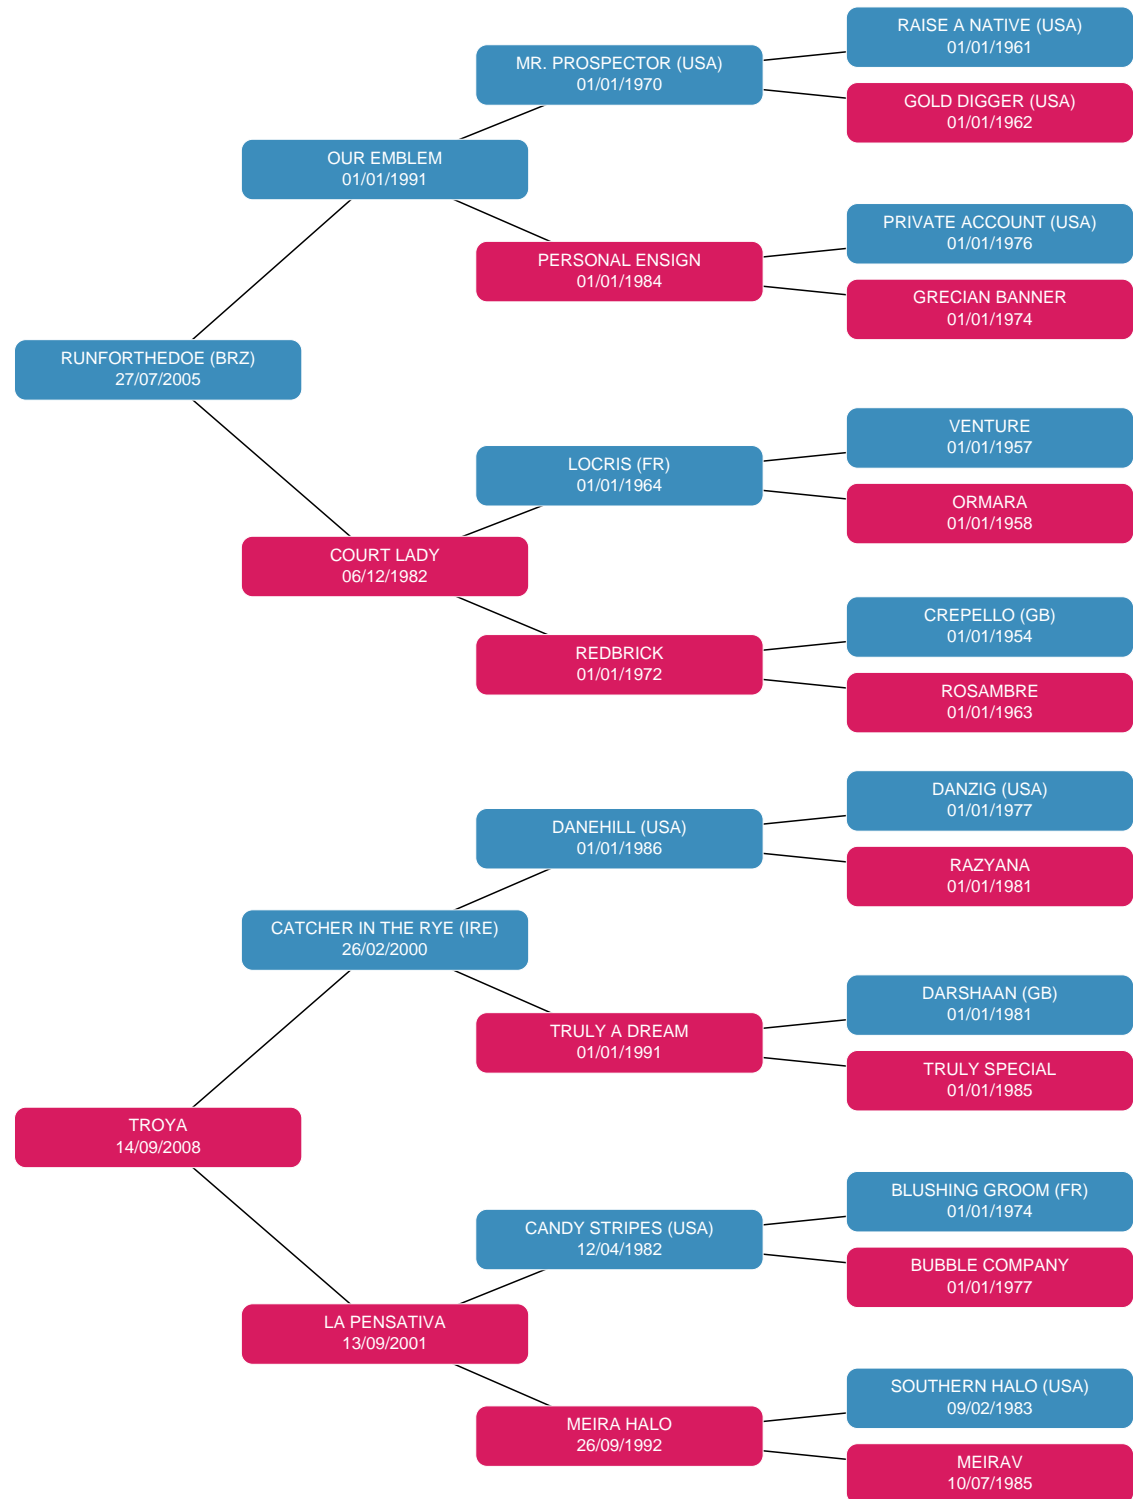 RAISE A NATIVE (USA)
01/01/1961
MR. PROSPECTOR (USA)
01/01/1970
GOLD DIGGER (USA)
01/01/1962
OUR EMBLEM
01/01/1991
PRIVATE ACCOUNT (USA)
01/01/1976
PERSONAL ENSIGN
01/01/1984
GRECIAN BANNER
01/01/1974
RUNFORTHEDOE (BRZ)
27/07/2005
VENTURE
01/01/1957
LOCRIS (FR)
01/01/1964
ORMARA
01/01/1958
COURT LADY
06/12/1982
CREPELLO (GB)
01/01/1954
REDBRICK
01/01/1972
ROSAMBRE
01/01/1963
DANZIG (USA)
01/01/1977
DANEHILL (USA)
01/01/1986
RAZYANA
01/01/1981
CATCHER IN THE RYE (IRE)
26/02/2000
DARSHAAN (GB)
01/01/1981
TRULY A DREAM
01/01/1991
TRULY SPECIAL
01/01/1985
TROYA
14/09/2008
BLUSHING GROOM (FR)
01/01/1974
CANDY STRIPES (USA)
12/04/1982
BUBBLE COMPANY
01/01/1977
LA PENSATIVA
13/09/2001
SOUTHERN HALO (USA)
09/02/1983
MEIRA HALO
26/09/1992
MEIRAV
10/07/1985